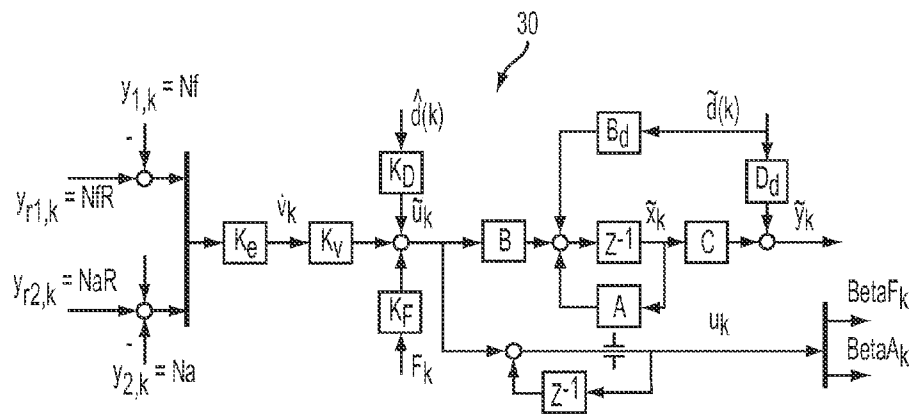 30
y1,k = Nf
-
yr1,k = NfR
yr2,k = NaR
-
y2,k = Na
Ke
v̇k
Kv
d̂(k)
KD
ũk
KF
Fk
B
Bd
d̃(k)
Dd
z-1
x̃k
C
ỹk
A
uk
z-1
BetaFk
BetaAk